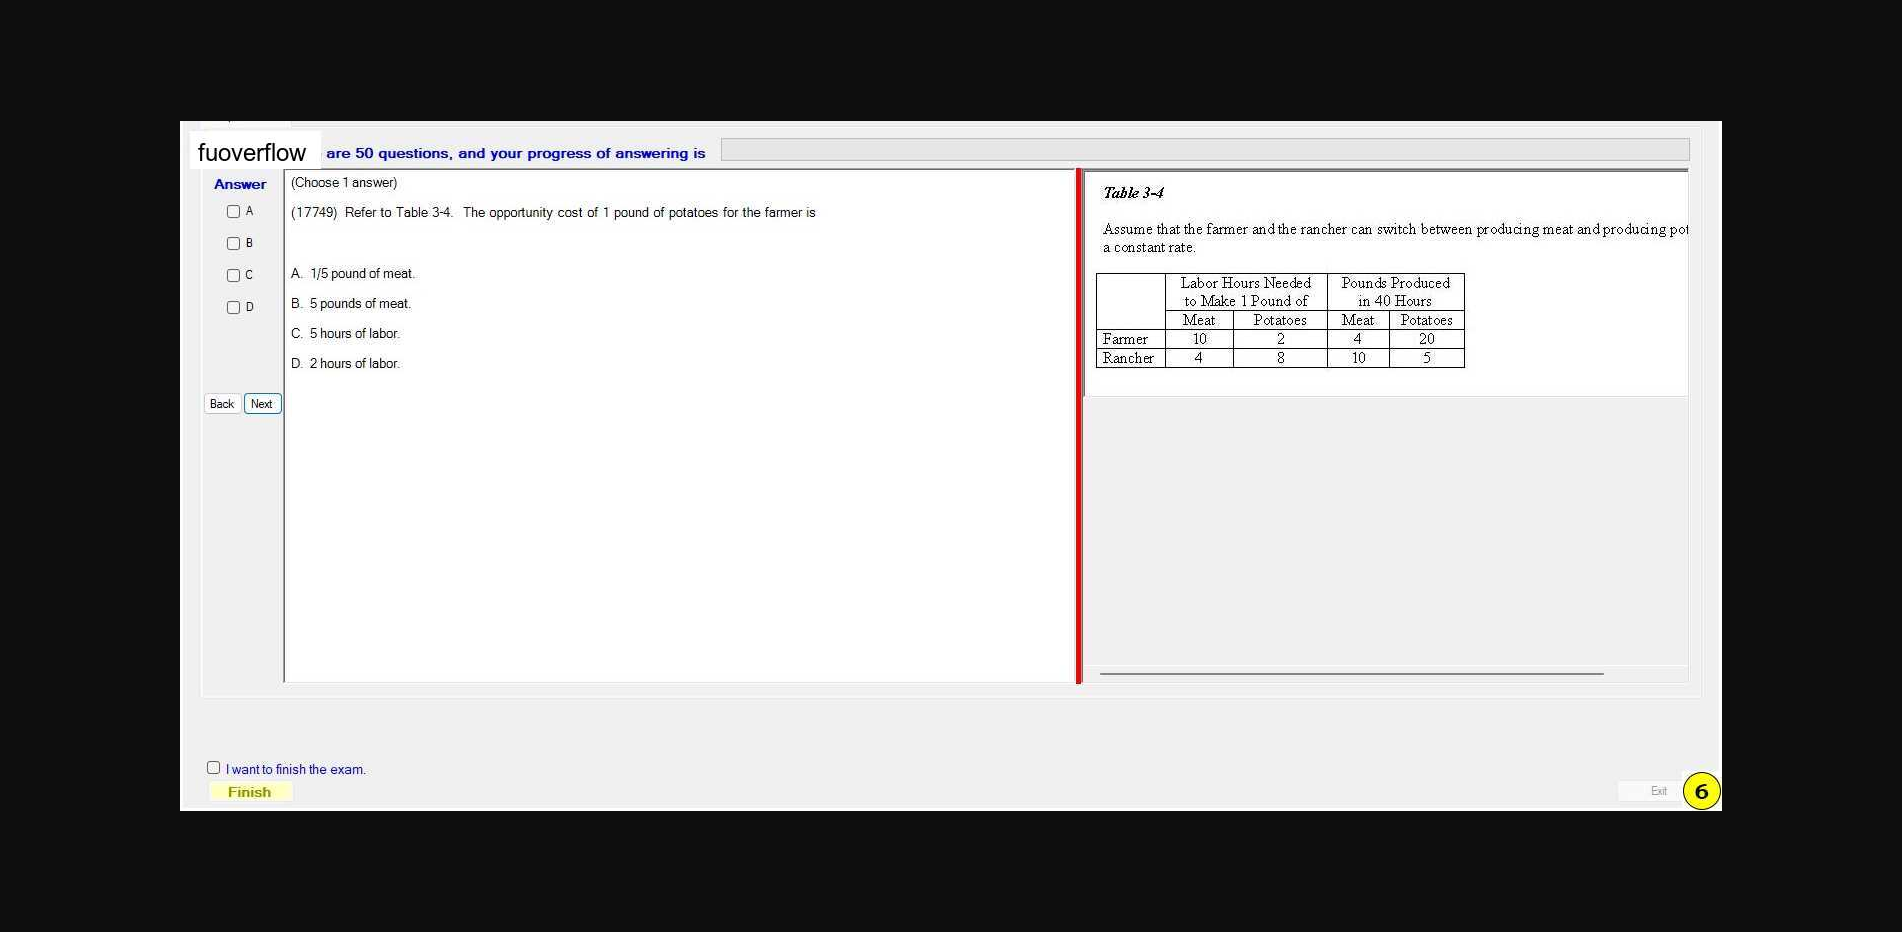 fuoverflow are 50 questions, and your progress of answering is
Answer
A
B
C
D
Back Next
(Choose 1 answer)
(17749) Refer to Table 3-4. The opportunity cost of 1 pound of potatoes for the farmer is
A. 1/5 pound of meat.
B. 5 pounds of meat.
C. 5 hours of labor.
D. 2 hours of labor.
Table 3-4
Assume that the farmer and the rancher can switch between producing meat and producing pot
a constant rate.
Labor Hours Needed Pounds Produced
to Make 1 Pound of in 40 Hours
Meat Potatoes Meat Potatoes
Farmer 10 2 4 20
Rancher 4 8 10 5
I want to finish the exam.
Finish
Exit 6